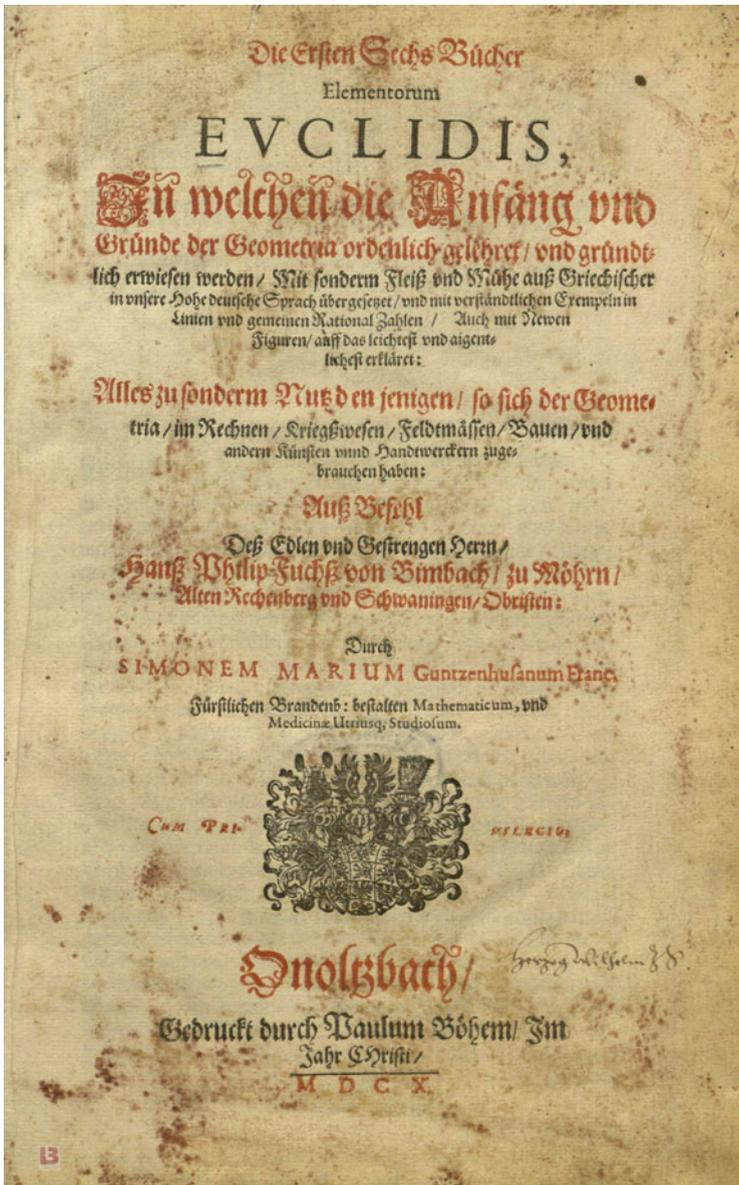 Die Ersten Sechs Bücher
Elementorum
EVCLIDIS,
In welchen die Anfäng vnd
Gründe der Geometria ordenlich gelehret / vnd gründt-
lich erwiesen werden / Mit sonderm Fleiß vnd Mühe auß Griechischer
in vnsere Hohe deutsche Sprach übergesetzet / vnd mit verständtlichen Exempeln in
Linien vnd gemeinen Rational Zahlen / Auch mit Newen
Figuren / auff das leichtest vnd aigent-
lichest erkläret :
Alles zu sonderm Nutz den jenigen / so sich der Geome-
tria / im Rechnen / Kriegßwesen / Feldtmässen / Bauen / vnd
andern Künsten vnnd Handtwerckern zuge-
brauchen haben :
Auß Befehl
Deß Edlen vnd Gestrengen Herrn /
Hanß Philip Fuchß von Bimbach / zu Möhrn /
Alten Rechenberg vnd Schwaningen / Obristen :
Durch
SIMONEM MARIUM Guntzenhusanum Franc.
Fürstlichen Brandenb : bestalten Mathematicum, vnd
Medicinæ Utriusq; Studiosum.
CUM PRI- VILEGIO;
Onoltzbach /
Herzog Wilhelm
Gedruckt durch Paulum Böhem / Im
Jahr CHristi /
M D C X